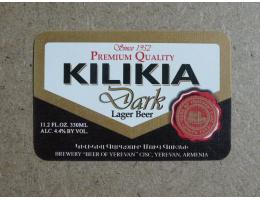 Since 1952
PREMIUM QUALITY
KILIKIA
Dark
Lager Beer
11.2 FL.OZ. 330ML
ALC. 4.4% BY VOL.
BREWERY "BEER OF YEREVAN" CJSC, YEREVAN, ARMENIA